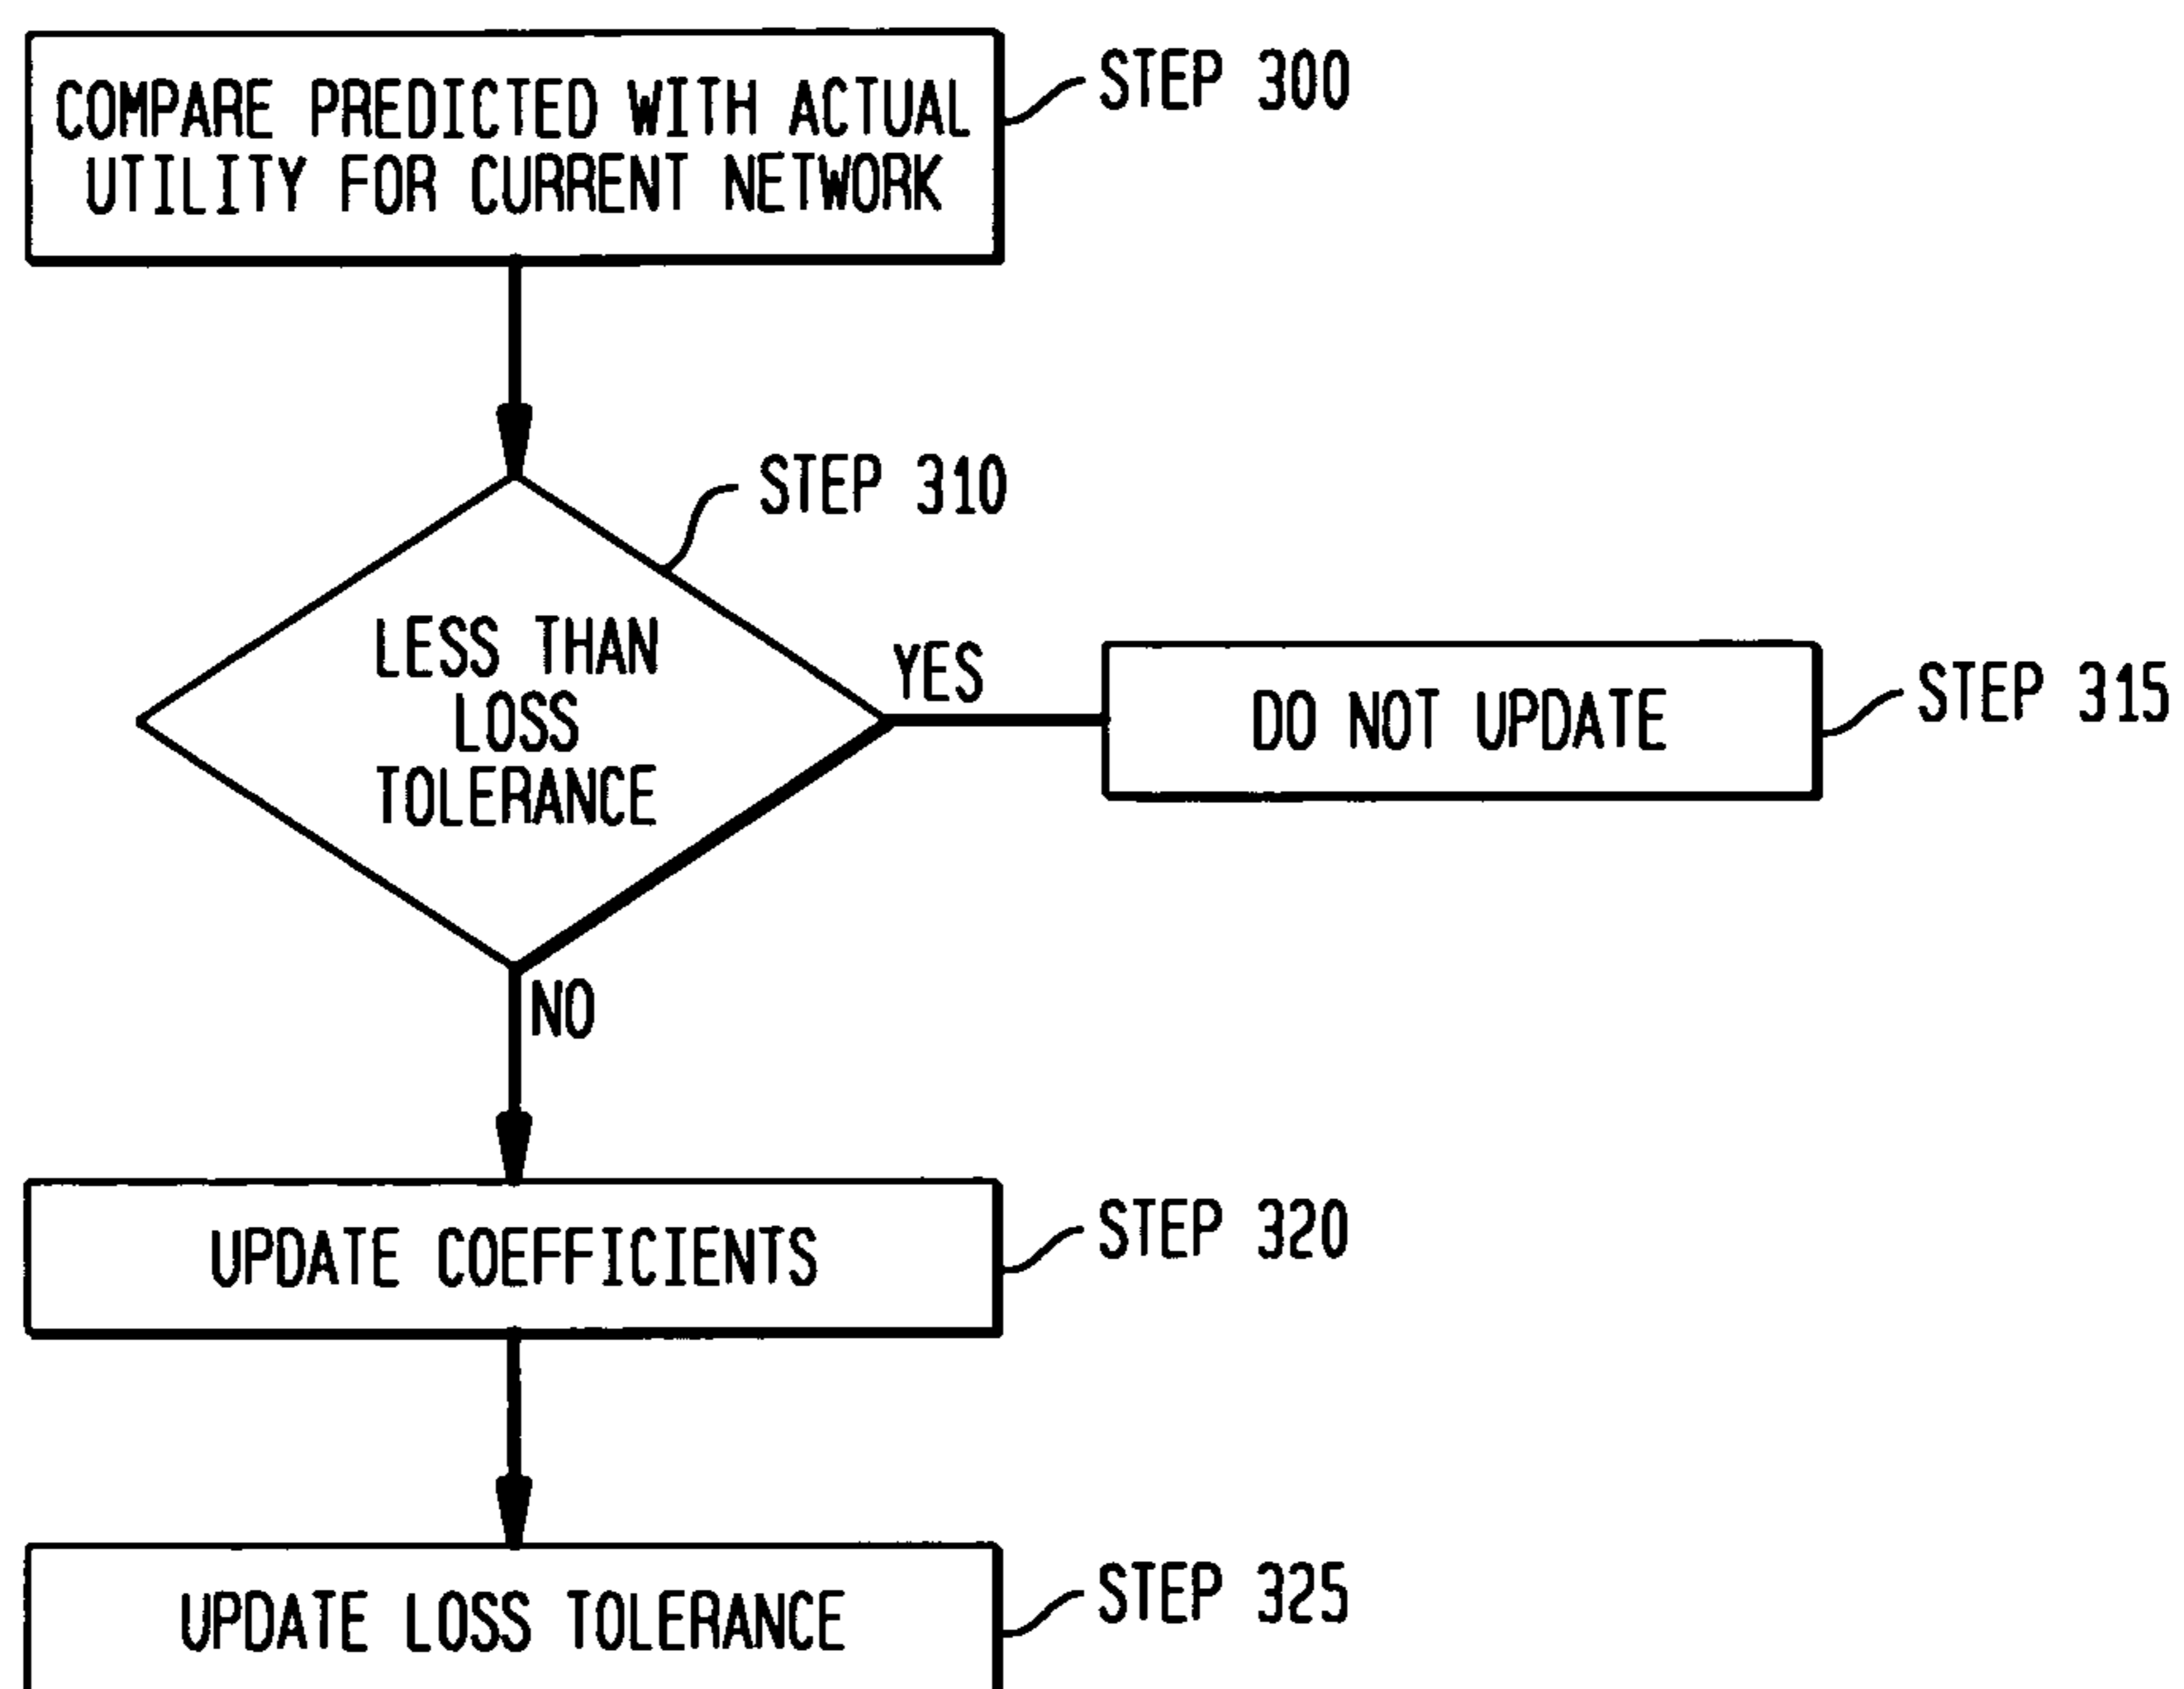 COMPARE PREDICTED WITH ACTUAL
UTILITY FOR CURRENT NETWORK
STEP 300
STEP 310
LESS THAN
LOSS
TOLERANCE
YES
DO NOT UPDATE
STEP 315
NO
UPDATE COEFFICIENTS
STEP 320
UPDATE LOSS TOLERANCE
STEP 325